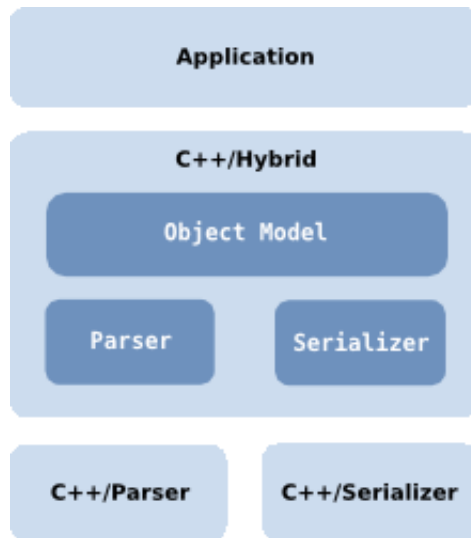 Application
C++/Hybrid
Object Model
Parser
Serializer
C++/Parser
C++/Serializer